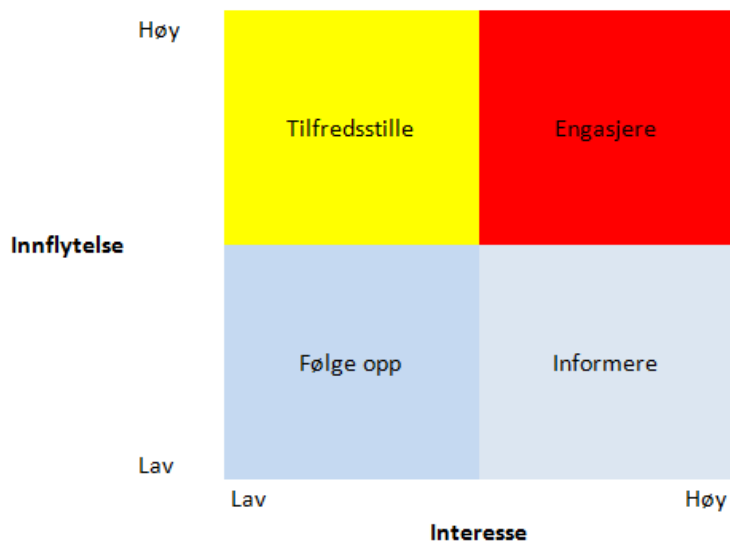 Høy
Tilfredsstille
Engasjere
Innflytelse
Følge opp
Informere
Lav
Lav
Høy
Interesse